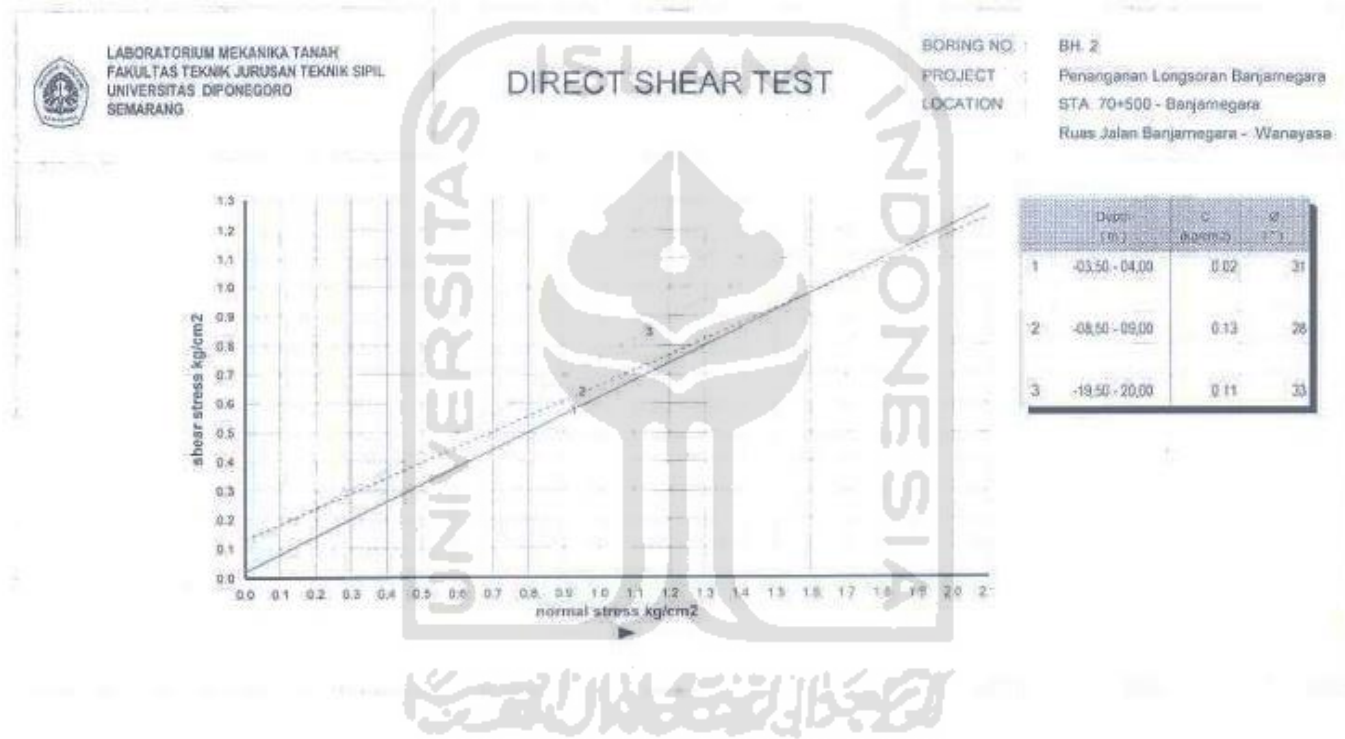 LABORATORIUM MEKANIKA TANAH
FAKULTAS TEKNIK JURUSAN TEKNIK SIPIL
UNIVERSITAS DIPONEGORO
SEMARANG
DIRECT SHEAR TEST
BORING NO. : BH. 2
PROJECT : Penanganan Longsoran Banjarnegara
LOCATION : STA. 70+500 - Banjarnegara
Ruas Jalan Banjarnegara - Wanayasa
ISLAM
UNIVERSITAS
INDONESIA
shear stress kg/cm2
1.3
1.2
1.1
1.0
0.9
0.8
0.7
0.6
0.5
0.4
0.3
0.2
0.1
0.0
3
2
1
0.0 0.1 0.2 0.3 0.4 0.5 0.6 0.7 0.8 0.9 1.0 1.1 1.2 1.3 1.4 1.5 1.6 1.7 1.8 1.9 2.0 2.
normal stress kg/cm2
Depth C Ø
( m ) (kg/cm2) ( ° )
1 -03,50 - 04,00 0.02 31
2 -08,50 - 09,00 0.13 28
3 -19,50 - 20,00 0.11 33